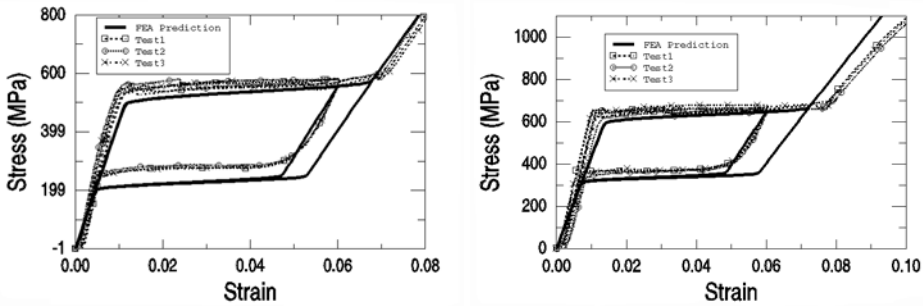 800
600
399
199
-1
Stress (MPa)
FEA Prediction
Test1
Test2
Test3
0.00 0.02 0.04 0.06 0.08
Strain
1000
800
600
400
200
0
Stress (MPa)
FEA Prediction
Test1
Test2
Test3
0.00 0.02 0.04 0.06 0.08 0.10
Strain